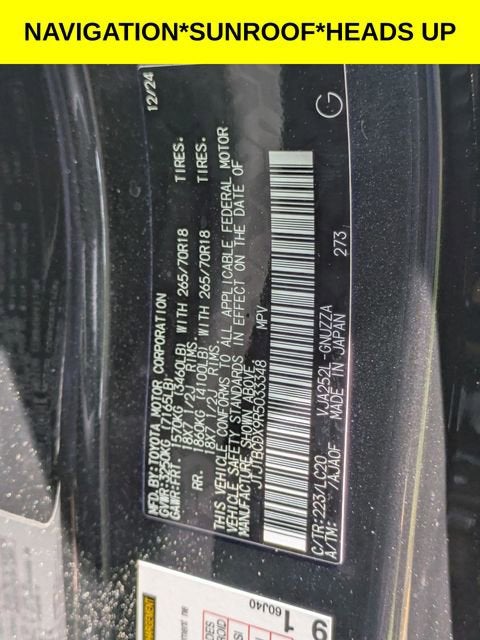 NAVIGATION*SUNROOF*HEADS UP
MFD.BY:TOYOTA MOTOR CORPORATION 12/24
GVWR:3250KG (7165LB)
GAWR:FRT. 1570KG (3460LB) WITH 265/70R18 TIRES.
18X7 1/2J RIMS.
RR. 1860KG (4100LB) WITH 265/70R18 TIRES.
18X7 1/2J RIMS.
THIS VEHICLE CONFORMS TO ALL APPLICABLE FEDERAL MOTOR
VEHICLE SAFETY STANDARDS IN EFFECT ON THE DATE OF
MANUFACTURE SHOWN ABOVE.
JTJTBCDX9R5033348 MPV
C/TR:223/LC20 VJA252L-GNUZZA
A/TM: /AJA0F MADE IN JAPAN 273
G
60J40